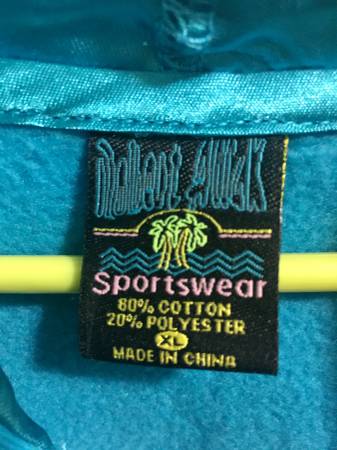 Sportswear
80% COTTON
20% POLYESTER
XL
MADE IN CHINA